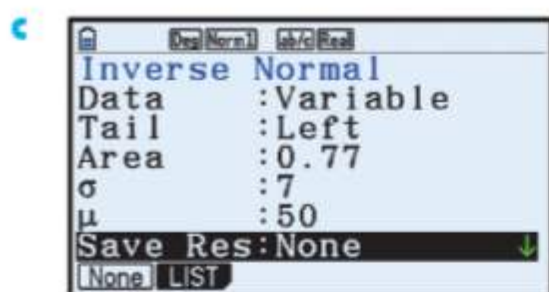 c
Deg Norm1 ab/c Real
Inverse Normal
Data :Variable
Tail :Left
Area :0.77
σ :7
μ :50
Save Res:None
None LIST